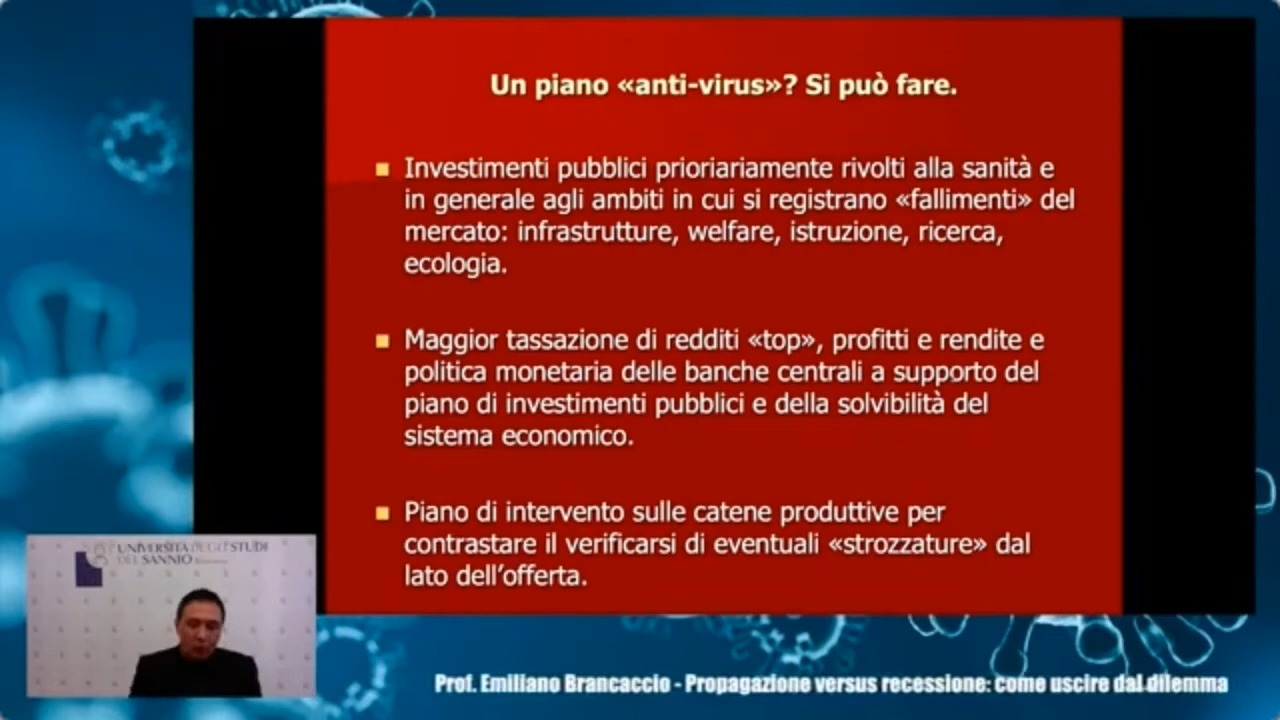 Un piano «anti-virus»? Si può fare.
Investimenti pubblici prioriariamente rivolti alla sanità e
in generale agli ambiti in cui si registrano «fallimenti» del
mercato: infrastrutture, welfare, istruzione, ricerca,
ecologia.
Maggior tassazione di redditi «top», profitti e rendite e
politica monetaria delle banche centrali a supporto del
piano di investimenti pubblici e della solvibilità del
sistema economico.
Piano di intervento sulle catene produttive per
contrastare il verificarsi di eventuali «strozzature» dal
lato dell’offerta.
UNIVERSITÀ DEGLI STUDI
DEL SANNIO
Prof. Emiliano Brancaccio - Propagazione versus recessione: come uscire dal dilemma